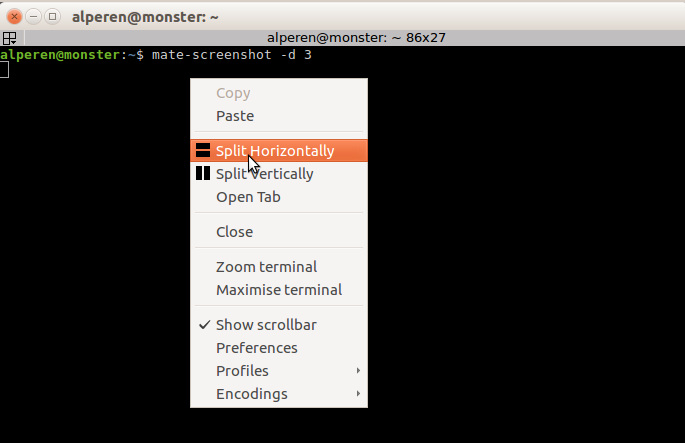 alperen@monster: ~
alperen@monster: ~ 86x27
alperen@monster:~$ mate-screenshot -d 3
Copy
Paste
Split Horizontally
Split Vertically
Open Tab
Close
Zoom terminal
Maximise terminal
Show scrollbar
Preferences
Profiles
Encodings